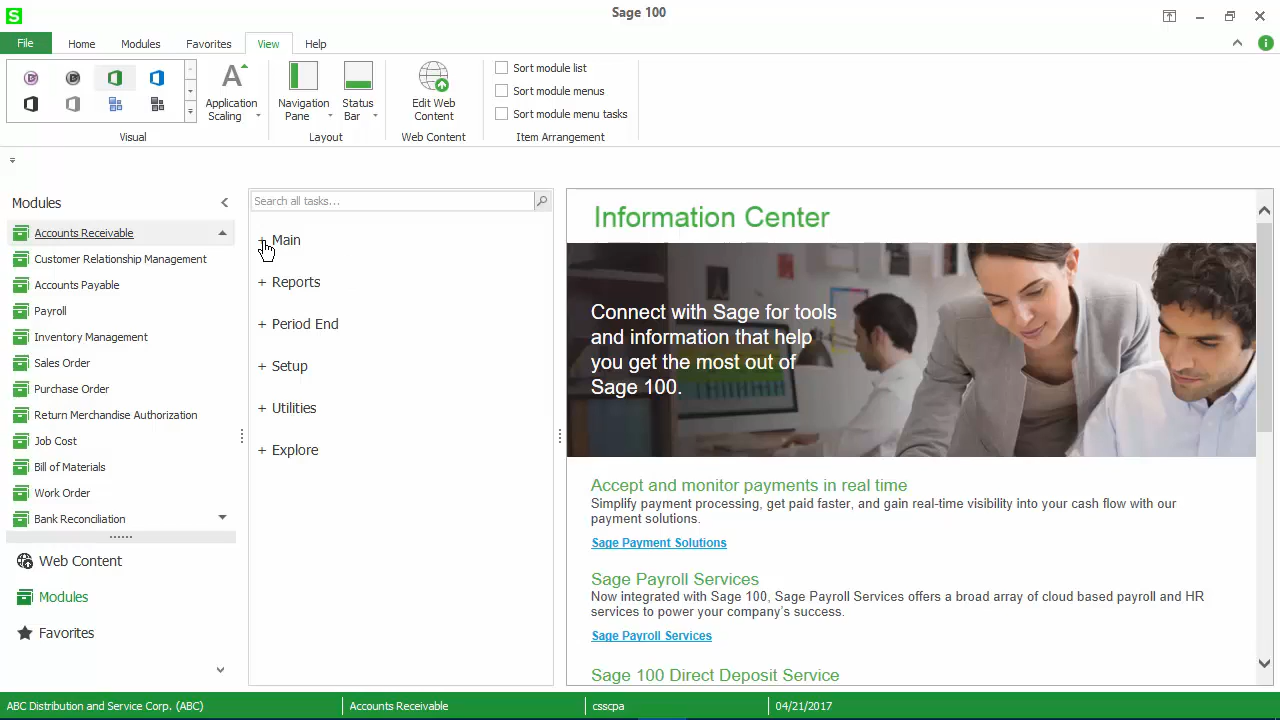 S
Sage 100
File
Home
Modules
Favorites
View
Help
Application
Scaling
Visual
Navigation
Pane
Status
Bar
Layout
Edit Web
Content
Web Content
Sort module list
Sort module menus
Sort module menu tasks
Item Arrangement
Modules
Accounts Receivable
Customer Relationship Management
Accounts Payable
Payroll
Inventory Management
Sales Order
Purchase Order
Return Merchandise Authorization
Job Cost
Bill of Materials
Work Order
Bank Reconciliation
Web Content
Modules
Favorites
Search all tasks...
+ Main
+ Reports
+ Period End
+ Setup
+ Utilities
+ Explore
Information Center
Connect with Sage for tools
and information that help
you get the most out of
Sage 100.
Accept and monitor payments in real time
Simplify payment processing, get paid faster, and gain real-time visibility into your cash flow with our
payment solutions.
Sage Payment Solutions
Sage Payroll Services
Now integrated with Sage 100, Sage Payroll Services offers a broad array of cloud based payroll and HR
services to power your company's success.
Sage Payroll Services
Sage 100 Direct Deposit Service
ABC Distribution and Service Corp. (ABC)
Accounts Receivable
csscpa
04/21/2017